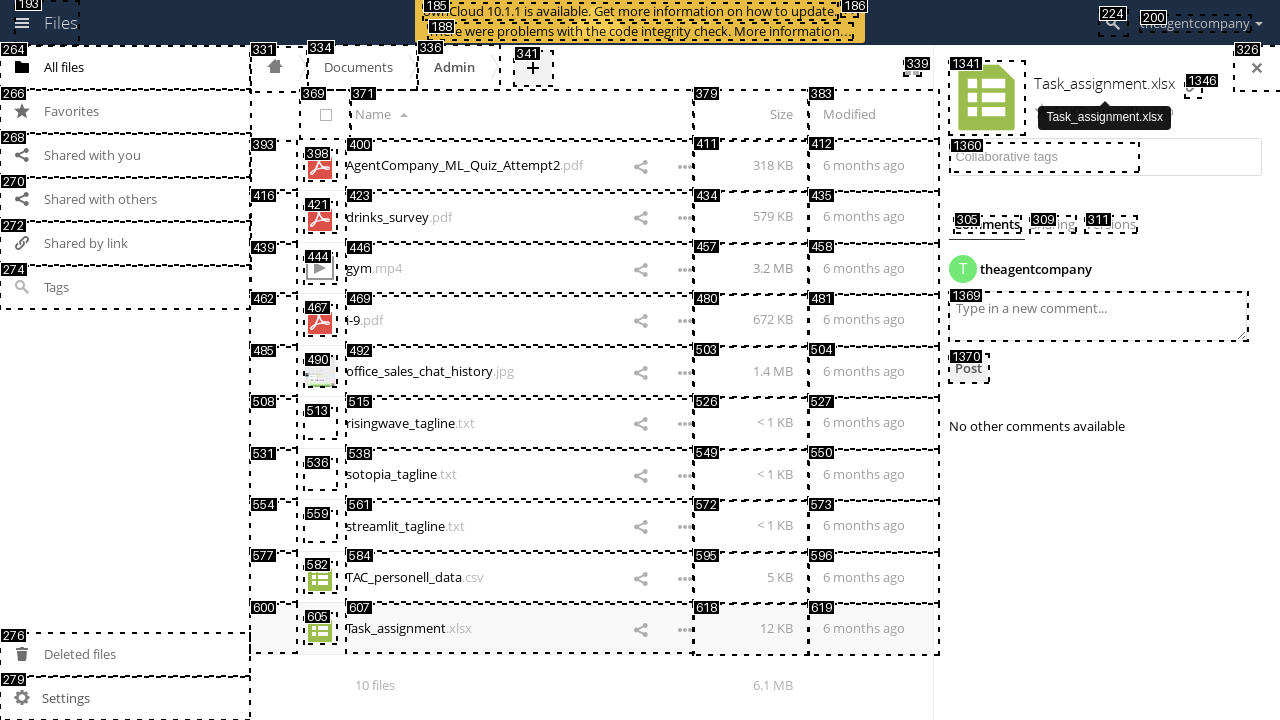 193 Files
185 ownCloud 10.1.1 is available. Get more information on how to update. 186
188 There were problems with the code integrity check. More information…
224 200 theagentcompany
264 All files
266 Favorites
268 Shared with you
270 Shared with others
272 Shared by link
274 Tags
276 Deleted files
279 Settings
331 334 Documents 336 Admin 341 + 339
369 371 Name 379 Size 383 Modified
393 398 400 AgentCompany_ML_Quiz_Attempt2.pdf 411 318 KB 412 6 months ago
416 421 423 drinks_survey.pdf 434 579 KB 435 6 months ago
439 444 446 gym.mp4 457 3.2 MB 458 6 months ago
462 467 469 i-9.pdf 480 672 KB 481 6 months ago
485 490 492 office_sales_chat_history.jpg 503 1.4 MB 504 6 months ago
508 513 515 risingwave_tagline.txt 526 < 1 KB 527 6 months ago
531 536 538 sotopia_tagline.txt 549 < 1 KB 550 6 months ago
554 559 561 streamlit_tagline.txt 572 < 1 KB 573 6 months ago
577 582 584 TAC_personell_data.csv 595 5 KB 596 6 months ago
600 605 607 Task_assignment.xlsx 618 12 KB 619 6 months ago
10 files 6.1 MB
326 ×
1341 Task_assignment.xlsx 1346
Task_assignment.xlsx
1360 Collaborative tags
305 Comments 309 Sharing 311 Versions
T theagentcompany
1369 Type in a new comment...
1370 Post
No other comments available